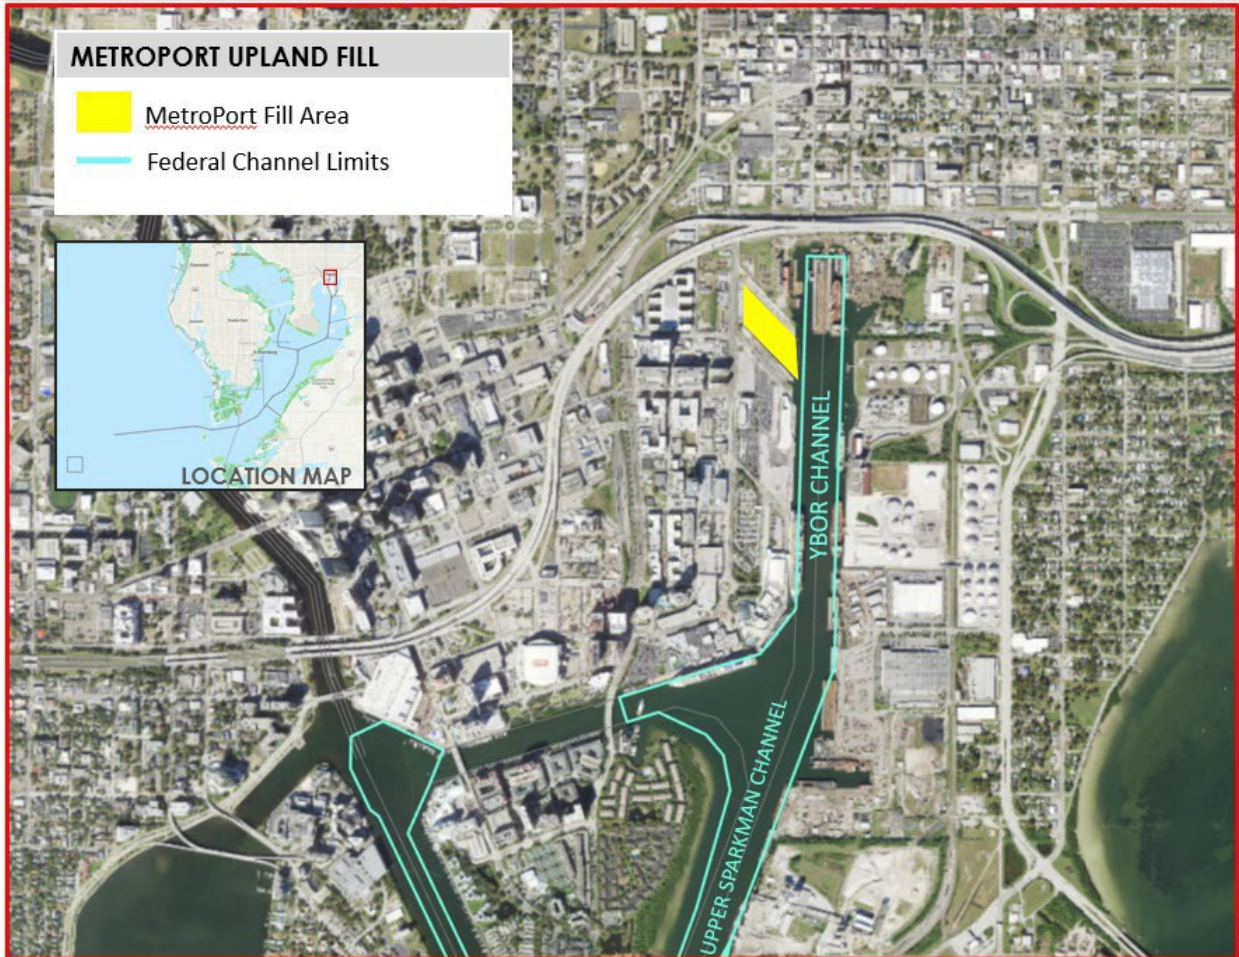 METROPORT UPLAND FILL
MetroPort Fill Area
Federal Channel Limits
LOCATION MAP
YBOR CHANNEL
UPPER SPARKMAN CHANNEL